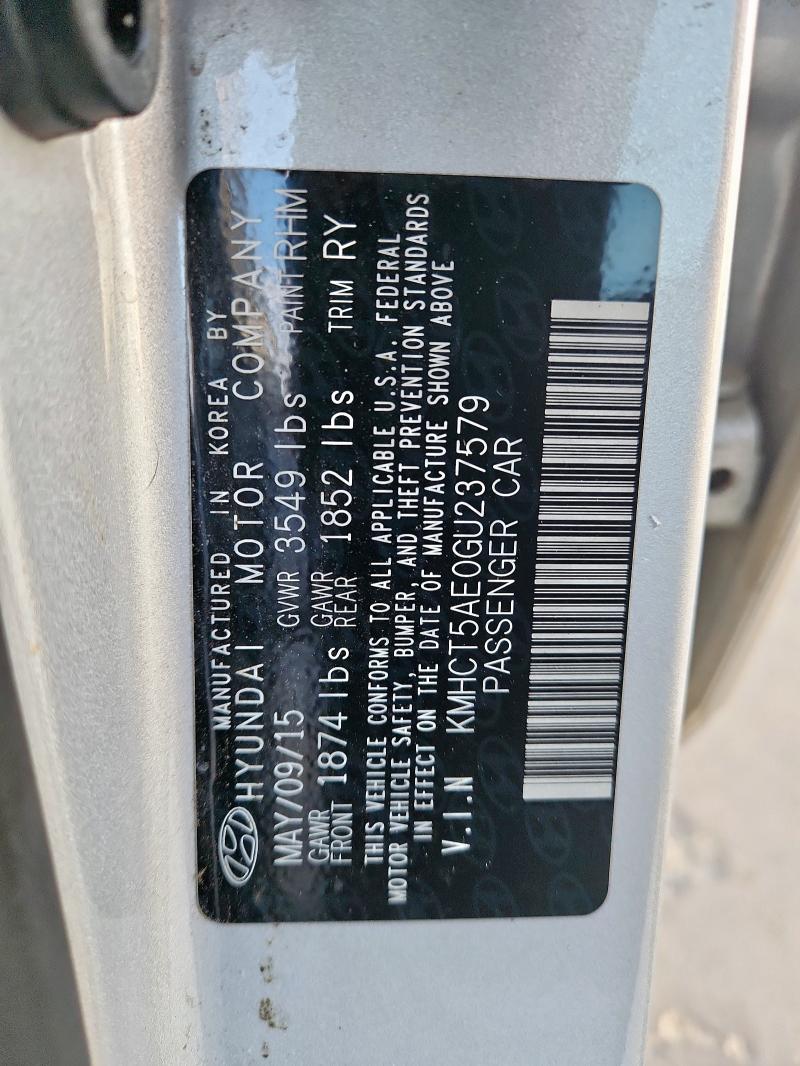 MANUFACTURED IN KOREA BY
HYUNDAI MOTOR COMPANY
MAY/09/15 GVWR 3549 lbs PAINT RHM
GAWR FRONT 1874 lbs GAWR REAR 1852 lbs TRIM RY
THIS VEHICLE CONFORMS TO ALL APPLICABLE U.S.A. FEDERAL
MOTOR VEHICLE SAFETY, BUMPER, AND THEFT PREVENTION STANDARDS
IN EFFECT ON THE DATE OF MANUFACTURE SHOWN ABOVE
V.I.N KMHCT5AE0GU237579
PASSENGER CAR